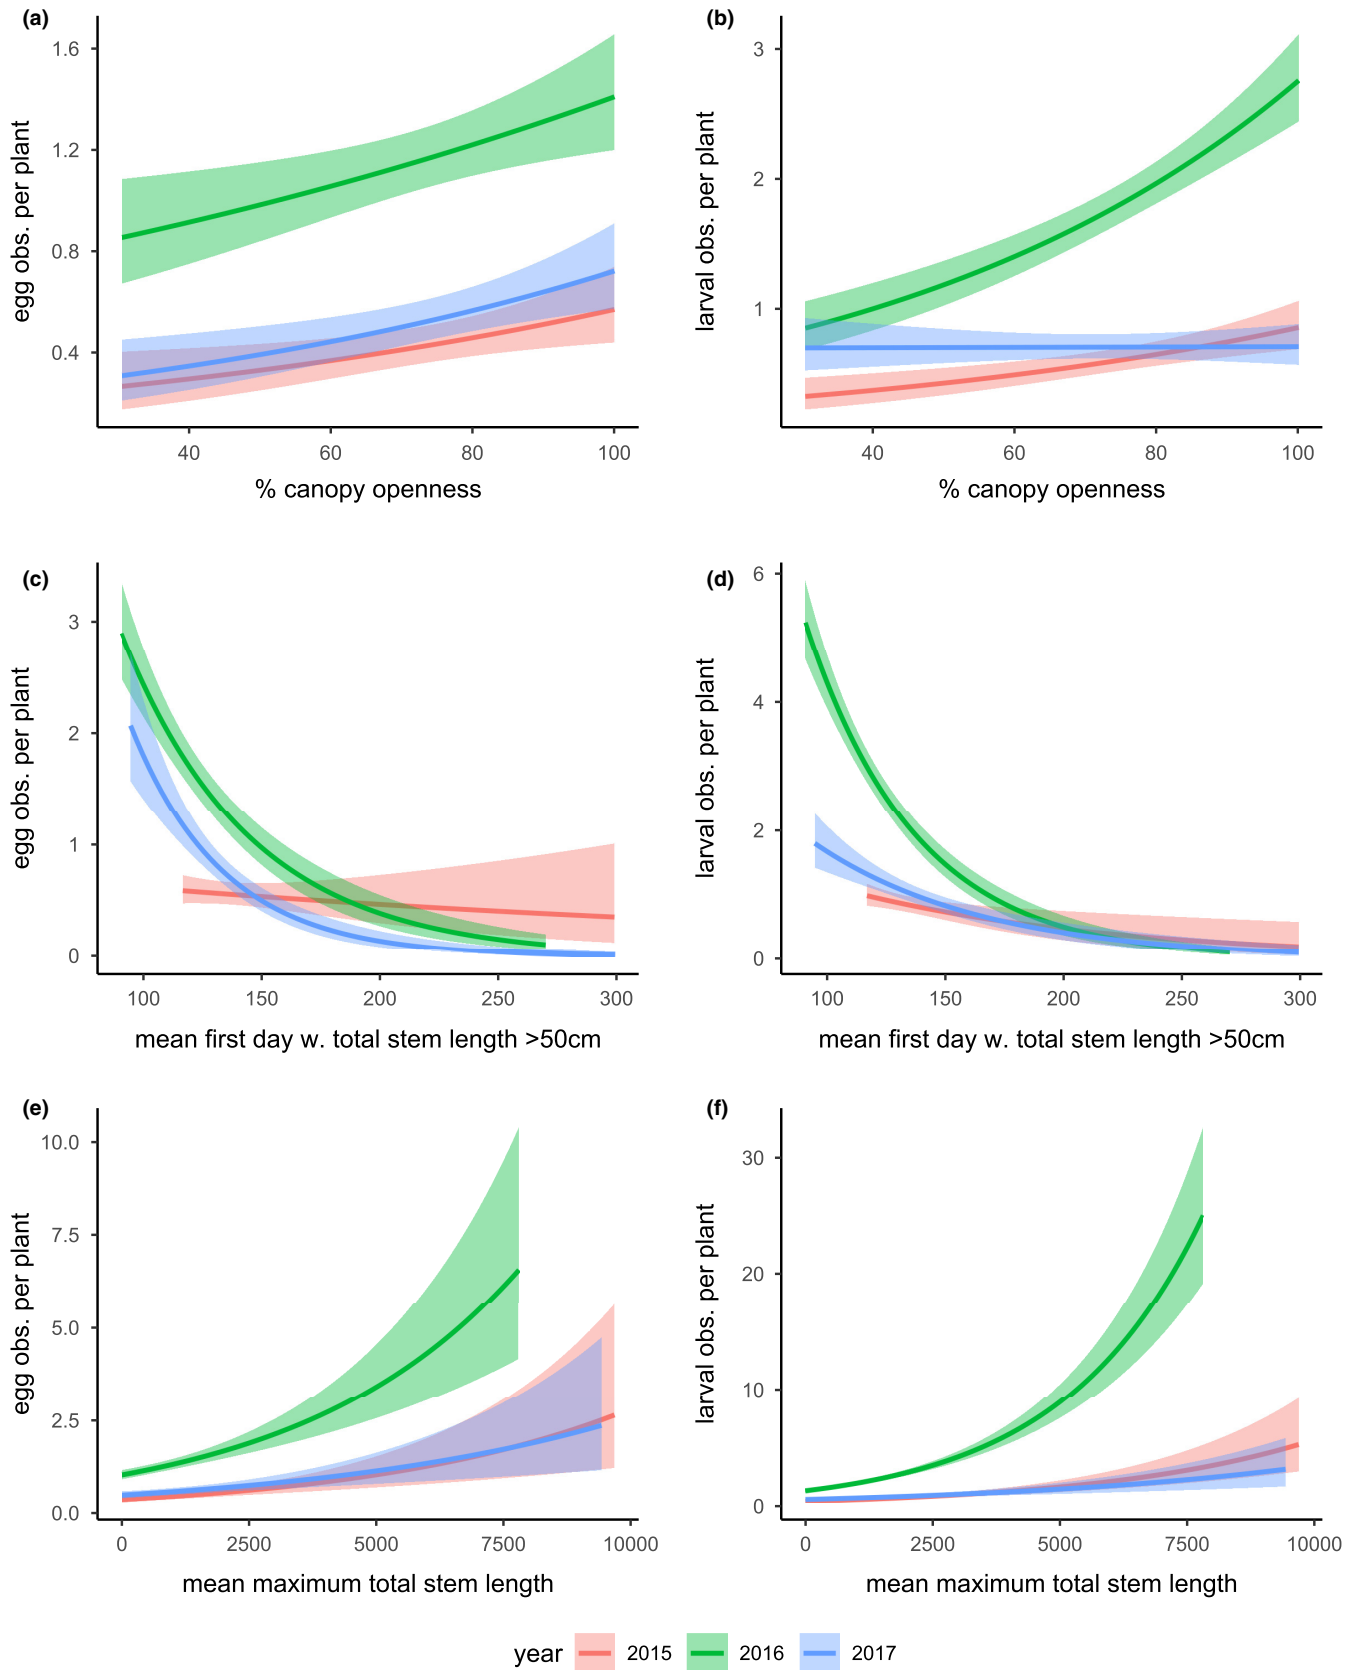 (a)
egg obs. per plant
1.6
1.2
0.8
0.4
40 60 80 100
% canopy openness
(b)
larval obs. per plant
3
2
1
40 60 80 100
% canopy openness
(c)
egg obs. per plant
3
2
1
0
100 150 200 250 300
mean first day w. total stem length >50cm
(d)
larval obs. per plant
6
4
2
0
100 150 200 250 300
mean first day w. total stem length >50cm
(e)
egg obs. per plant
10.0
7.5
5.0
2.5
0.0
0 2500 5000 7500 10000
mean maximum total stem length
(f)
larval obs. per plant
30
20
10
0
0 2500 5000 7500 10000
mean maximum total stem length
year 2015 2016 2017